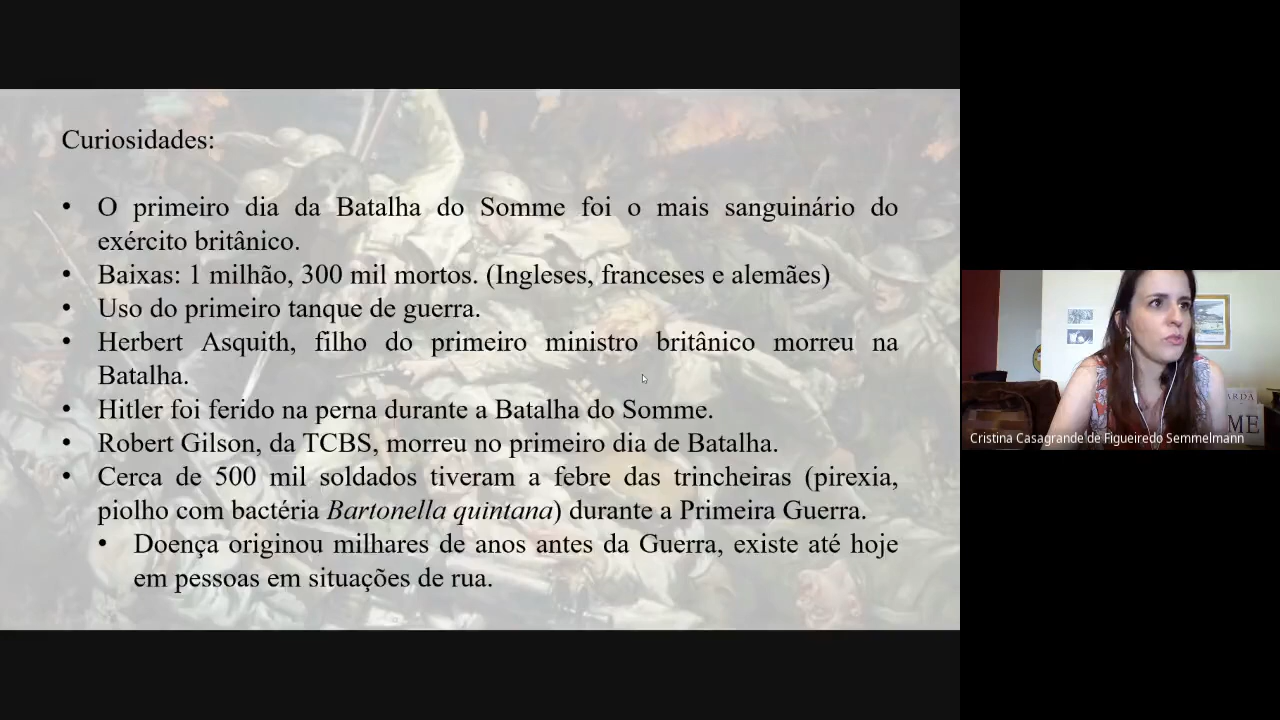 Curiosidades:
• O primeiro dia da Batalha do Somme foi o mais sanguinário do
exército britânico.
• Baixas: 1 milhão, 300 mil mortos. (Ingleses, franceses e alemães)
• Uso do primeiro tanque de guerra.
• Herbert Asquith, filho do primeiro ministro britânico morreu na
Batalha.
• Hitler foi ferido na perna durante a Batalha do Somme.
• Robert Gilson, da TCBS, morreu no primeiro dia de Batalha.
• Cerca de 500 mil soldados tiveram a febre das trincheiras (pirexia,
piolho com bactéria Bartonella quintana) durante a Primeira Guerra.
• Doença originou milhares de anos antes da Guerra, existe até hoje
em pessoas em situações de rua.
Cristina Casagrande de Figueiredo Semmelmann